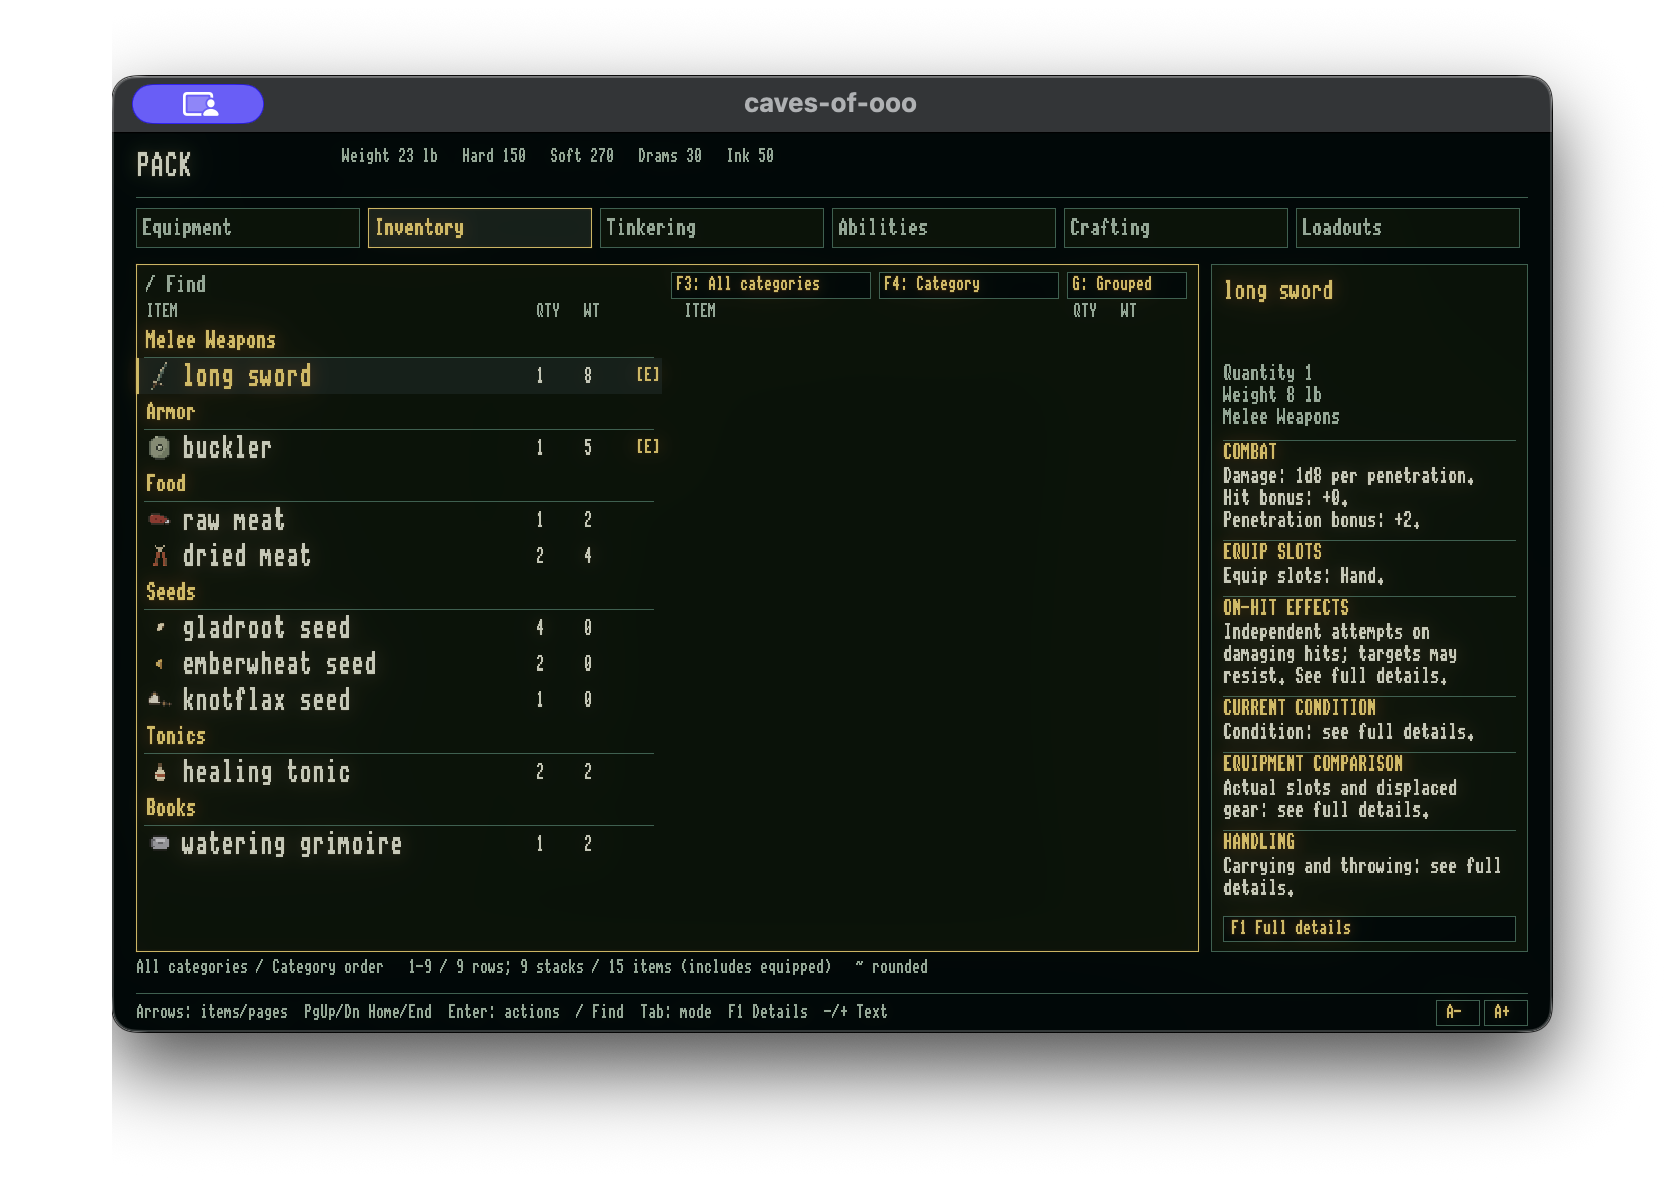 caves-of-ooo
PACK
Weight 23 lb Hard 150 Soft 270 Drams 30 Ink 50
Equipment Inventory Tinkering Abilities Crafting Loadouts
/ Find F3: All categories F4: Category G: Grouped
ITEM QTY WT ITEM QTY WT
Melee Weapons
long sword 1 8 [E]
Armor
buckler 1 5 [E]
Food
raw meat 1 2
dried meat 2 4
Seeds
gladroot seed 4 0
emberwheat seed 2 0
knotflax seed 1 0
Tonics
healing tonic 2 2
Books
watering grimoire 1 2
long sword
Quantity 1
Weight 8 lb
Melee Weapons
COMBAT
Damage: 1d8 per penetration.
Hit bonus: +0.
Penetration bonus: +2.
EQUIP SLOTS
Equip slots: Hand.
ON-HIT EFFECTS
Independent attempts on
damaging hits; targets may
resist. See full details.
CURRENT CONDITION
Condition: see full details.
EQUIPMENT COMPARISON
Actual slots and displaced
gear: see full details.
HANDLING
Carrying and throwing: see full
details.
F1 Full details
All categories / Category order 1-9 / 9 rows; 9 stacks / 15 items (includes equipped) ~ rounded
Arrows: items/pages PgUp/Dn Home/End Enter: actions / Find Tab: mode F1 Details -/+ Text A- A+